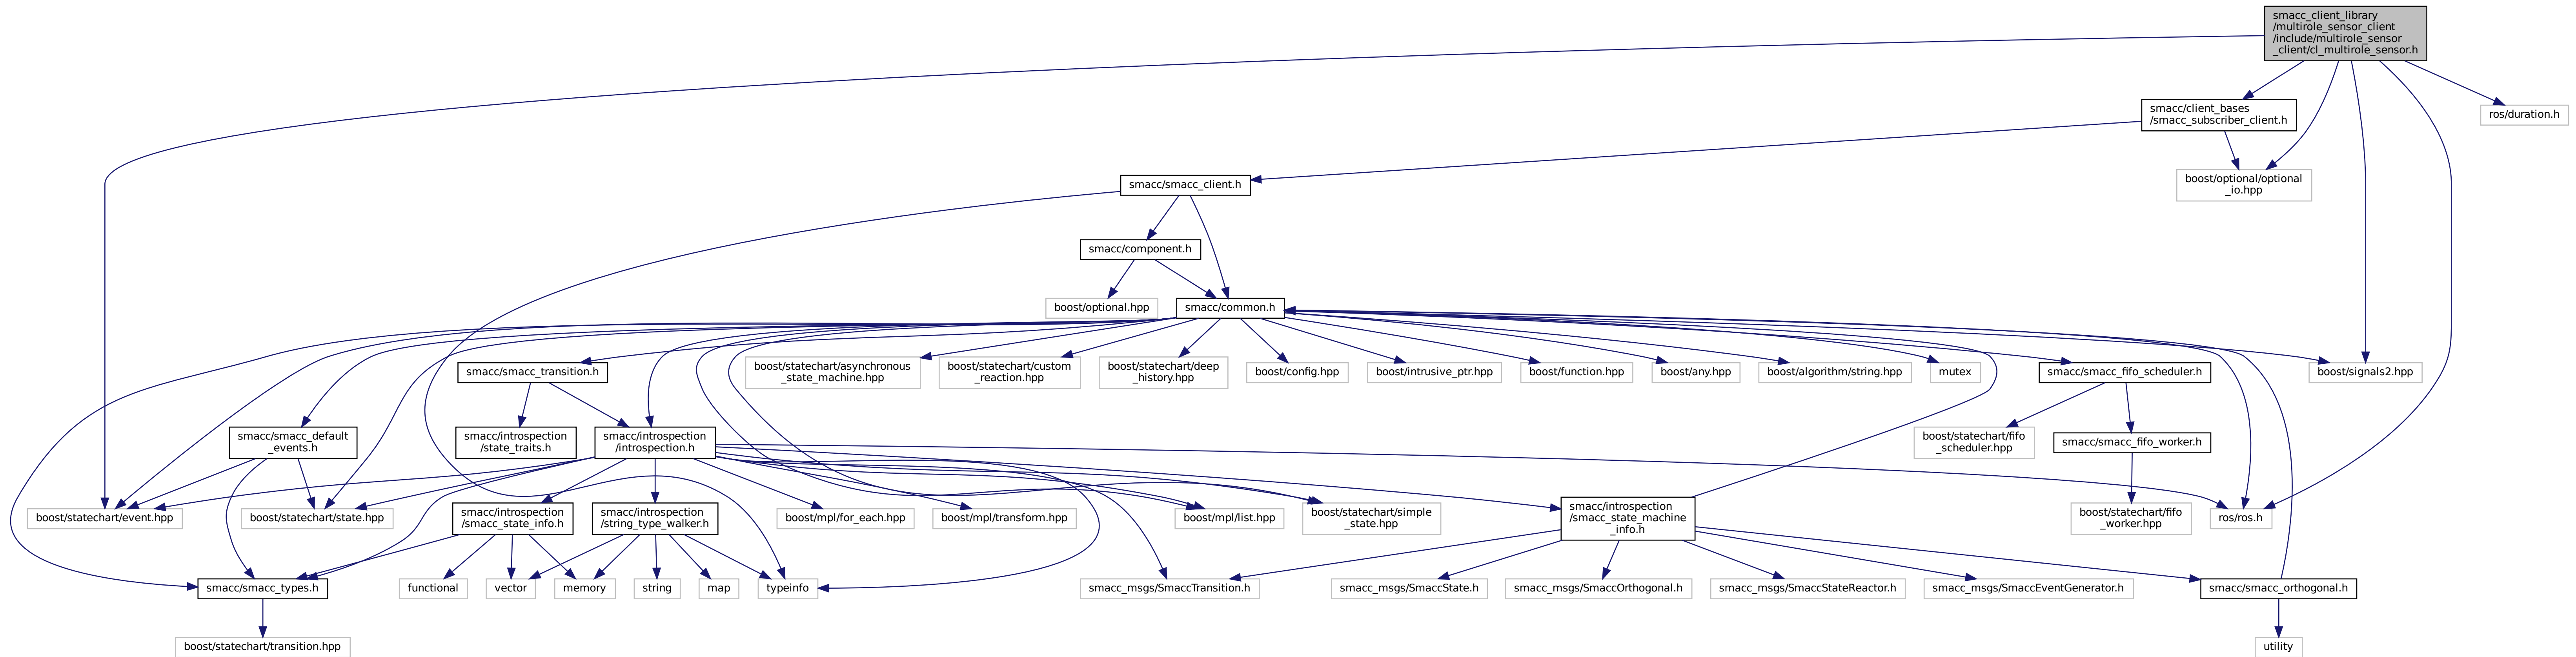 smacc_client_library
/multirole_sensor_client
/include/multirole_sensor
_client/cl_multirole_sensor.h
smacc/client_bases
/smacc_subscriber_client.h
ros/duration.h
smacc/smacc_client.h
boost/optional/optional
_io.hpp
smacc/component.h
boost/optional.hpp
smacc/common.h
smacc/smacc_transition.h
boost/statechart/asynchronous
_state_machine.hpp
boost/statechart/custom
_reaction.hpp
boost/statechart/deep
_history.hpp
boost/config.hpp
boost/intrusive_ptr.hpp
boost/function.hpp
boost/any.hpp
boost/algorithm/string.hpp
mutex
smacc/smacc_fifo_scheduler.h
boost/signals2.hpp
smacc/smacc_default
_events.h
smacc/introspection
/state_traits.h
smacc/introspection
/introspection.h
boost/statechart/fifo
_scheduler.hpp
smacc/smacc_fifo_worker.h
boost/statechart/event.hpp
boost/statechart/state.hpp
smacc/introspection
/smacc_state_info.h
smacc/introspection
/string_type_walker.h
boost/mpl/for_each.hpp
boost/mpl/transform.hpp
boost/mpl/list.hpp
boost/statechart/simple
_state.hpp
smacc/introspection
/smacc_state_machine
_info.h
boost/statechart/fifo
_worker.hpp
ros/ros.h
smacc/smacc_types.h
functional
vector
memory
string
map
typeinfo
smacc_msgs/SmaccTransition.h
smacc_msgs/SmaccState.h
smacc_msgs/SmaccOrthogonal.h
smacc_msgs/SmaccStateReactor.h
smacc_msgs/SmaccEventGenerator.h
smacc/smacc_orthogonal.h
boost/statechart/transition.hpp
utility